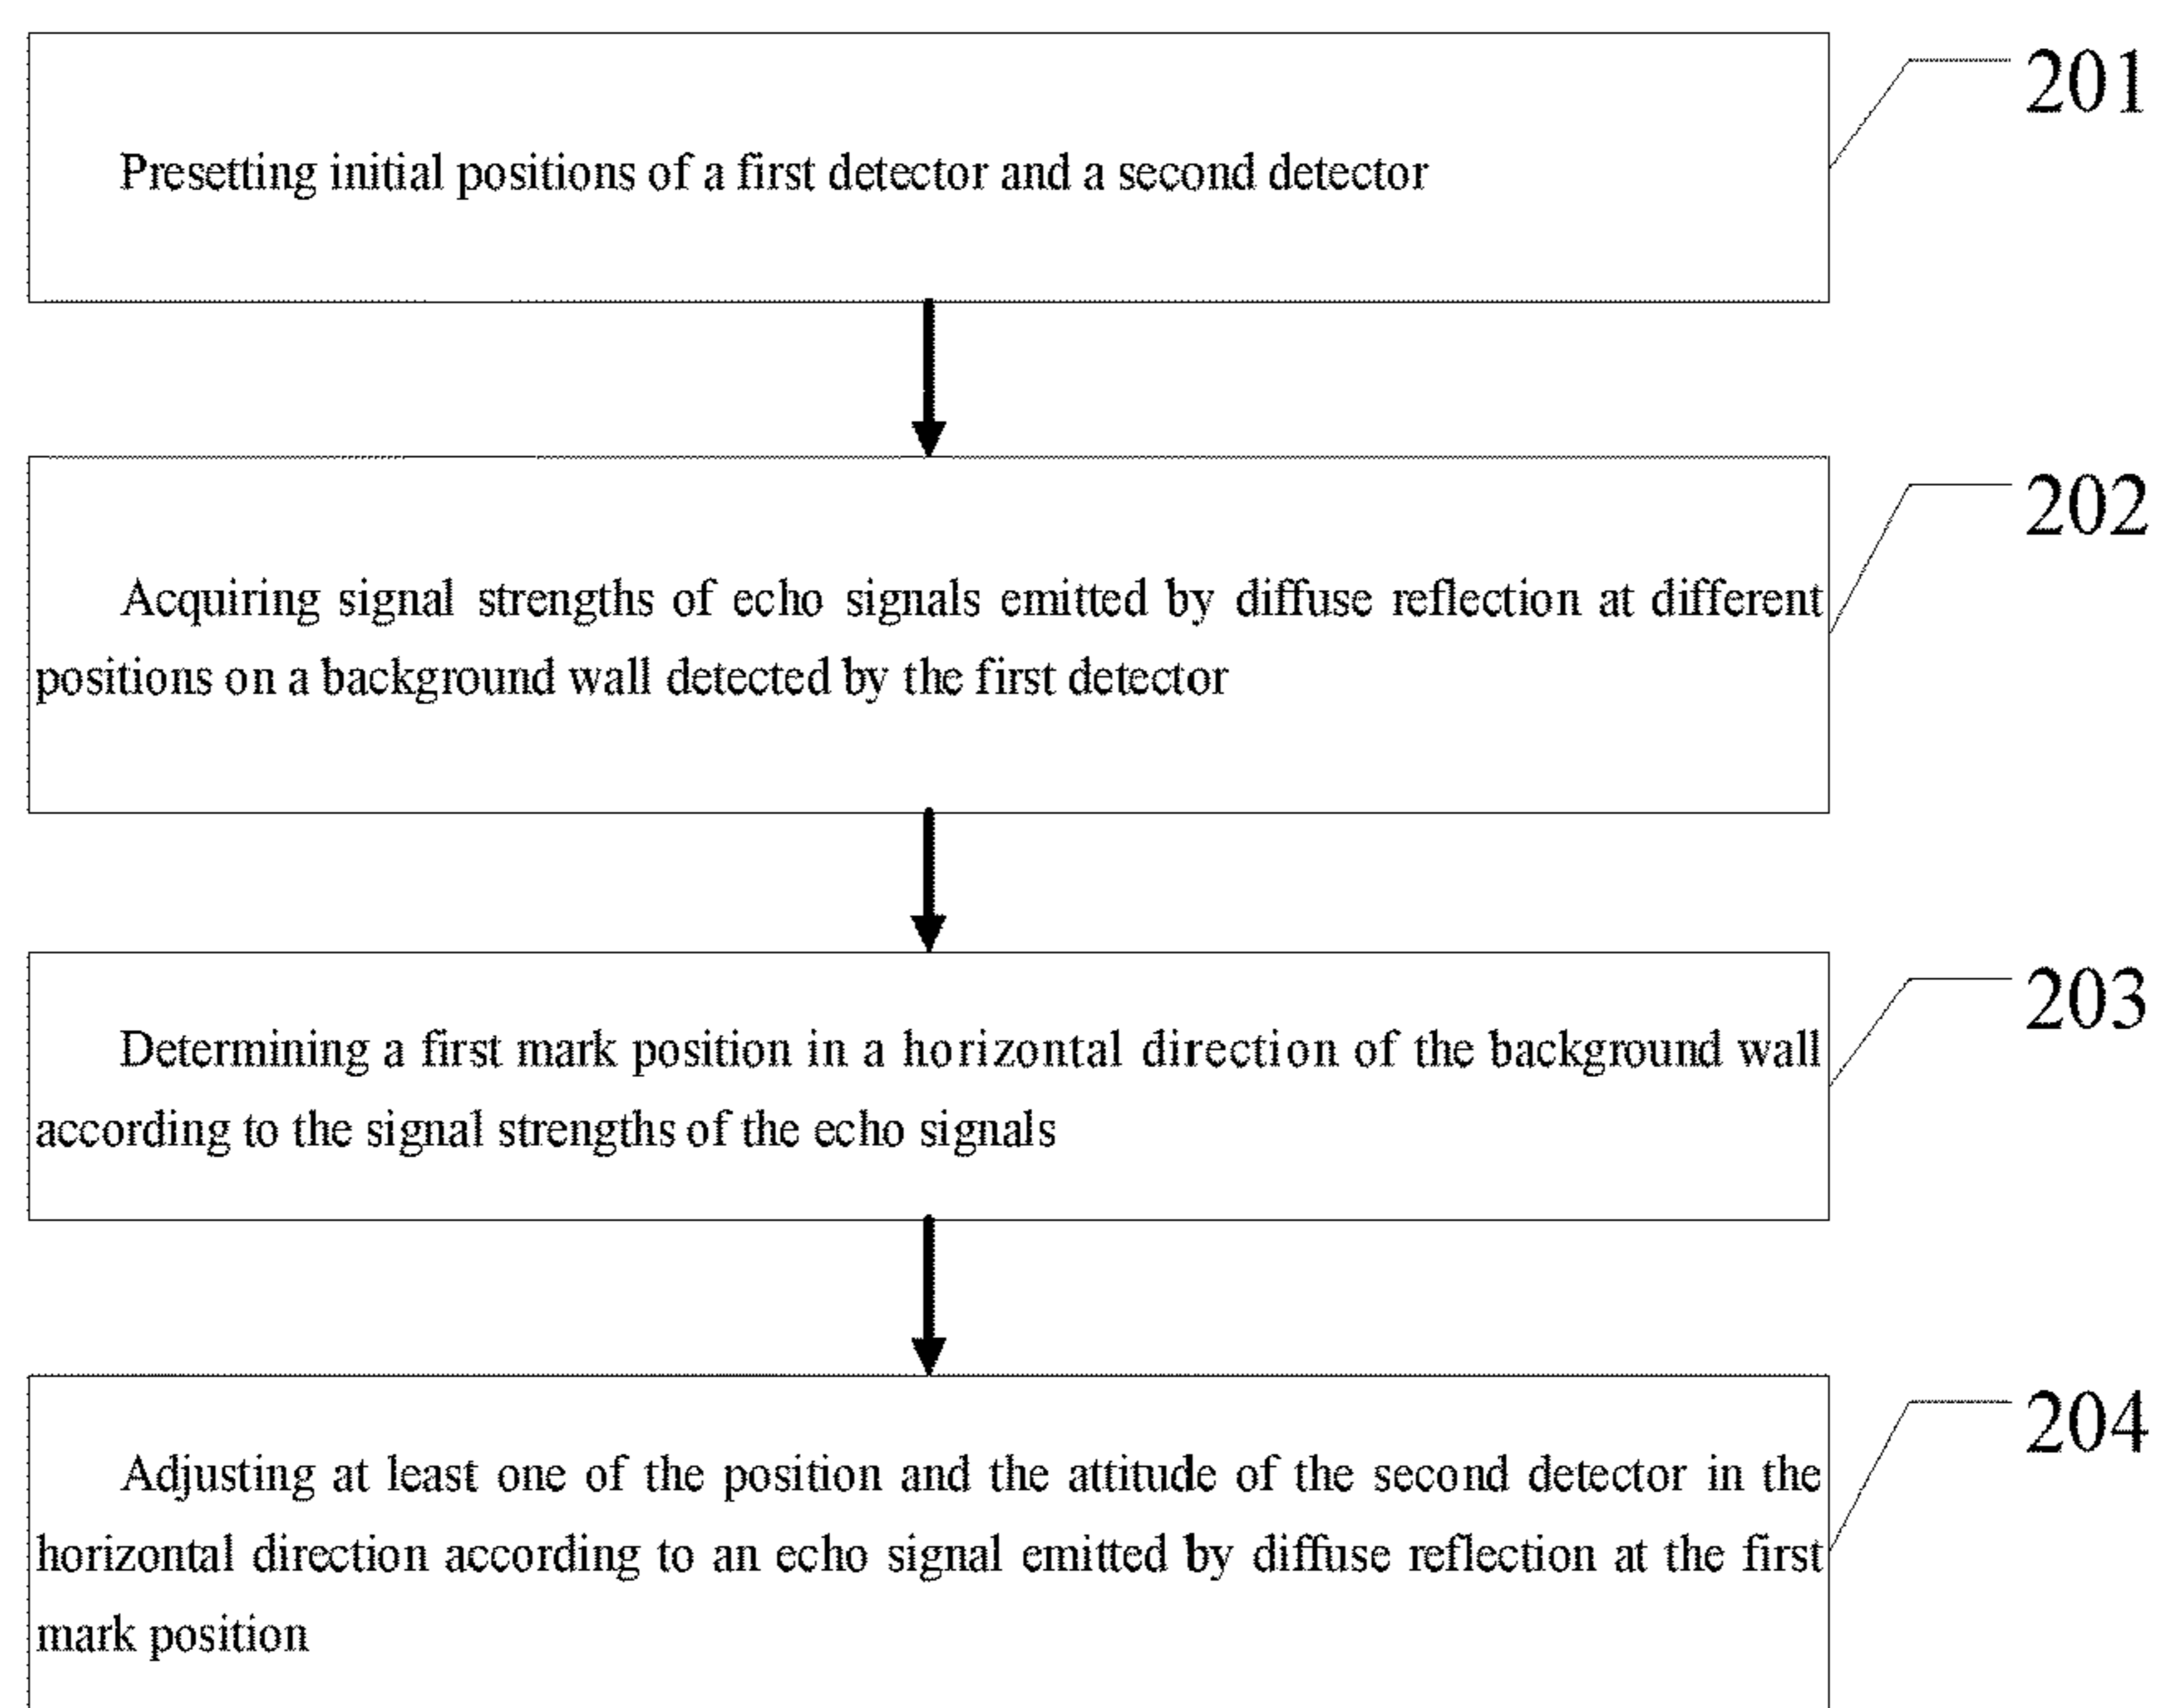 201
Presetting initial positions of a first detector and a second detector
202
Acquiring signal strengths of echo signals emitted by diffuse reflection at different
positions on a background wall detected by the first detector
203
Determining a first mark position in a horizontal direction of the background wall
according to the signal strengths of the echo signals
204
Adjusting at least one of the position and the attitude of the second detector in the
horizontal direction according to an echo signal emitted by diffuse reflection at the first
mark position